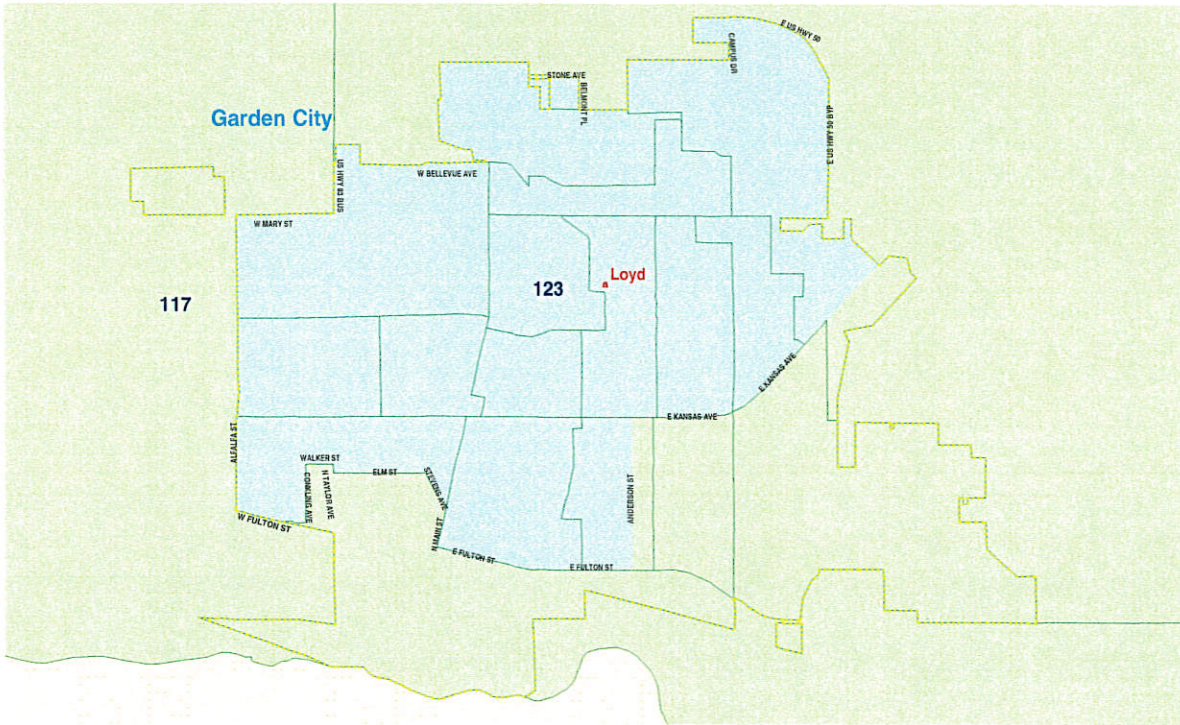 E US HWY 50
CAMPUS DR
STONE AVE
BELMONT PL
Garden City
E US HWY 50 BYP
US HWY 83 BUS
W BELLEVUE AVE
W MARY ST
Loyd
117
123
E KANSAS AVE
E KANSAS AVE
ALFALFA ST
WALKER ST
ELM ST
CONKLING AVE
N TAYLOR AVE
STEVENS AVE
ANDERSON ST
W FULTON ST
N MAIN ST
E FULTON ST
E FULTON ST